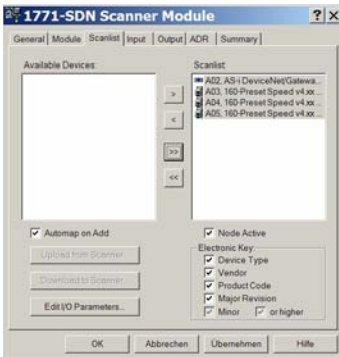 1771-SDN Scanner Module
General Module Scanlist Input Output ADR Summary
Available Devices:
Scanlist:
A02, AS-i DeviceNet/Gatewa...
A03, 160-Preset Speed v4.xx ...
A04, 160-Preset Speed v4.xx ...
A05, 160-Preset Speed v4.xx ...
>
<
>>
<<
Automap on Add
Node Active
Upload from Scanner...
Download to Scanner...
Edit I/O Parameters...
Electronic Key:
Device Type
Vendor
Product Code
Major Revision
Minor or higher
OK Abbrechen Übernehmen Hilfe